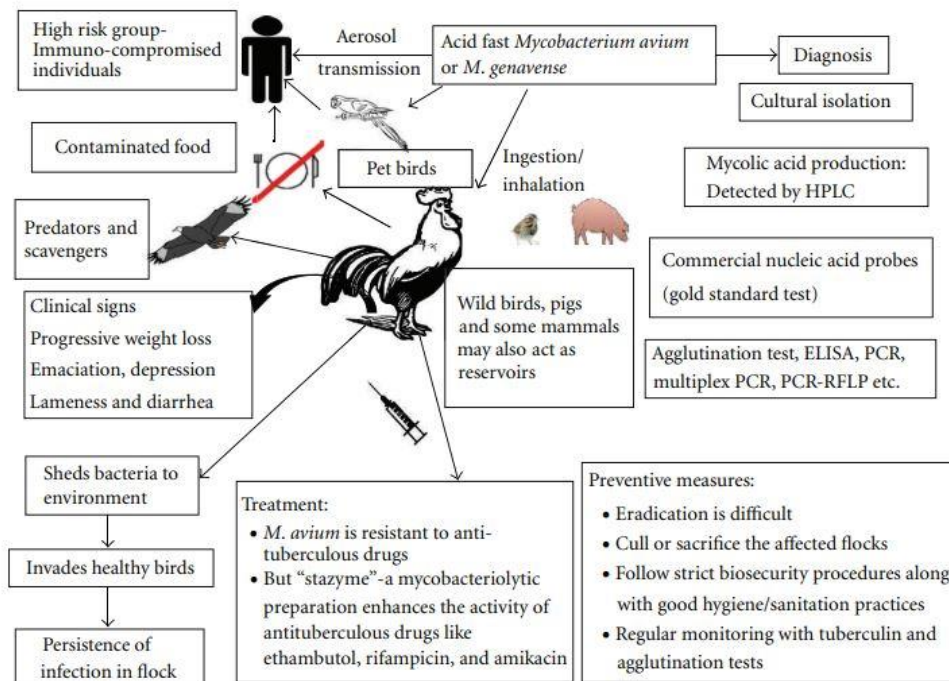 High risk group-
Immuno-compromised
individuals
Aerosol
transmission
Acid fast Mycobacterium avium
or M. genavense
Diagnosis
Cultural isolation
Contaminated food
Pet birds
Ingestion/
inhalation
Mycolic acid production:
Detected by HPLC
Predators and
scavengers
Commercial nucleic acid probes
(gold standard test)
Clinical signs
Progressive weight loss
Emaciation, depression
Lameness and diarrhea
Wild birds, pigs
and some mammals
may also act as
reservoirs
Agglutination test, ELISA, PCR,
multiplex PCR, PCR-RFLP etc.
Sheds bacteria to
environment
Invades healthy birds
Persistence of
infection in flock
Treatment:
• M. avium is resistant to anti-
tuberculous drugs
• But “stazyme”-a mycobacteriolytic
preparation enhances the activity of
antituberculous drugs like
ethambutol, rifampicin, and amikacin
Preventive measures:
• Eradication is difficult
• Cull or sacrifice the affected flocks
• Follow strict biosecurity procedures along
with good hygiene/sanitation practices
• Regular monitoring with tuberculin and
agglutination tests